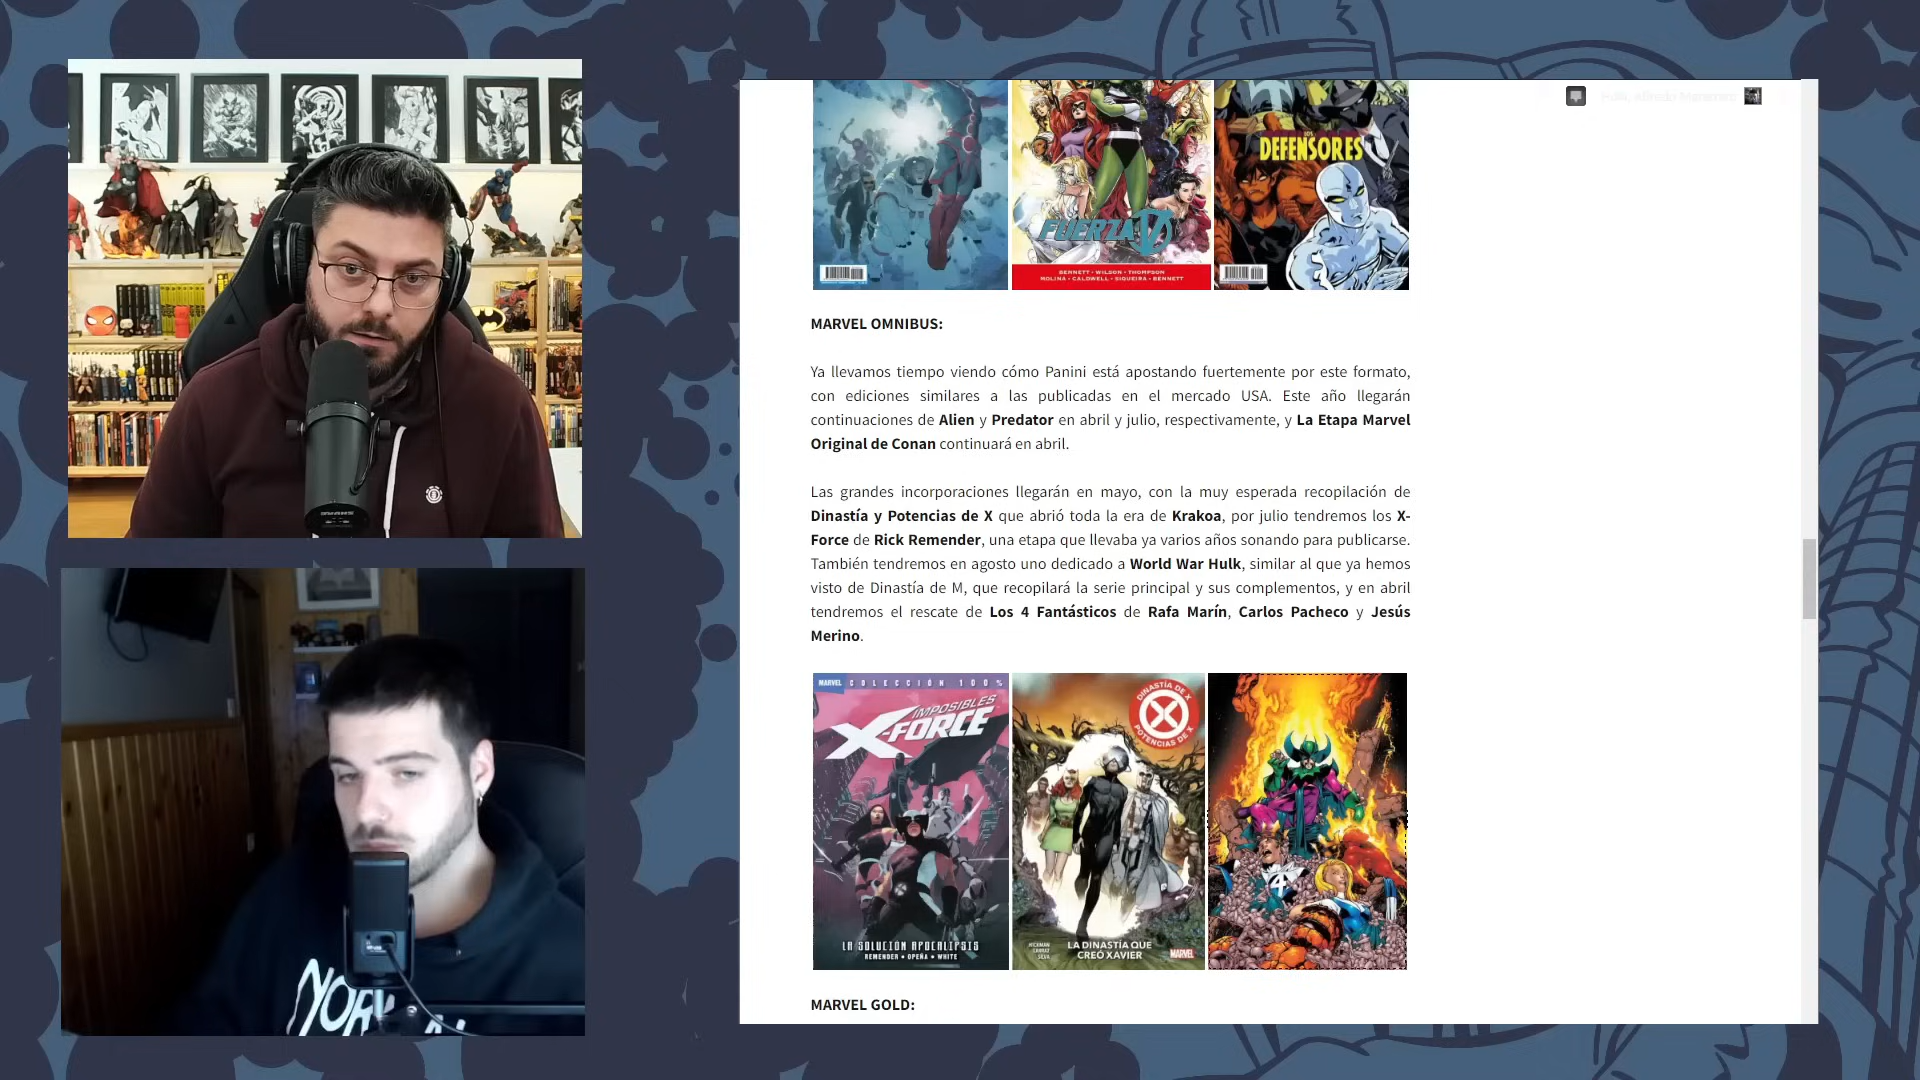 DEFENSORES
FUERZA V
BENNETT • WILSON • THOMPSON
MOLINA • CALDWELL • SIQUEIRA • BENNETT
MARVEL OMNIBUS:
Ya llevamos tiempo viendo cómo Panini está apostando fuertemente por este formato,
con ediciones similares a las publicadas en el mercado USA. Este año llegarán
continuaciones de Alien y Predator en abril y julio, respectivamente, y La Etapa Marvel
Original de Conan continuará en abril.
Las grandes incorporaciones llegarán en mayo, con la muy esperada recopilación de
Dinastía y Potencias de X que abrió toda la era de Krakoa, por julio tendremos los X-
Force de Rick Remender, una etapa que llevaba ya varios años sonando para publicarse.
También tendremos en agosto uno dedicado a World War Hulk, similar al que ya hemos
visto de Dinastía de M, que recopilará la serie principal y sus complementos, y en abril
tendremos el rescate de Los 4 Fantásticos de Rafa Marín, Carlos Pacheco y Jesús
Merino.
MARVEL COLECCIÓN 100%
IMPOSIBLES
X-FORCE
LA SOLUCIÓN APOCALIPSIS
REMENDER • OPEÑA • WHITE
DINASTÍA DE X
POTENCIAS DE X
HICKMAN
LARRAZ
SILVA
LA DINASTÍA QUE
CREÓ XAVIER
MARVEL
4
MARVEL GOLD: